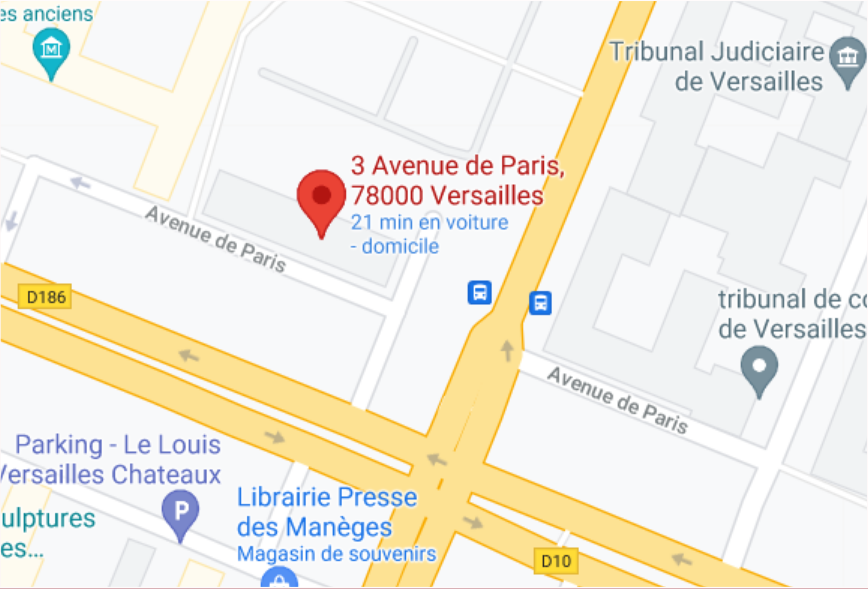 es anciens
Tribunal Judiciaire
de Versailles
3 Avenue de Paris,
78000 Versailles
21 min en voiture
- domicile
Avenue de Paris
D186
tribunal de co
de Versailles
Avenue de Paris
Parking - Le Louis
Versailles Chateaux
P
Librairie Presse
des Manèges
Magasin de souvenirs
ulptures
es...
D10